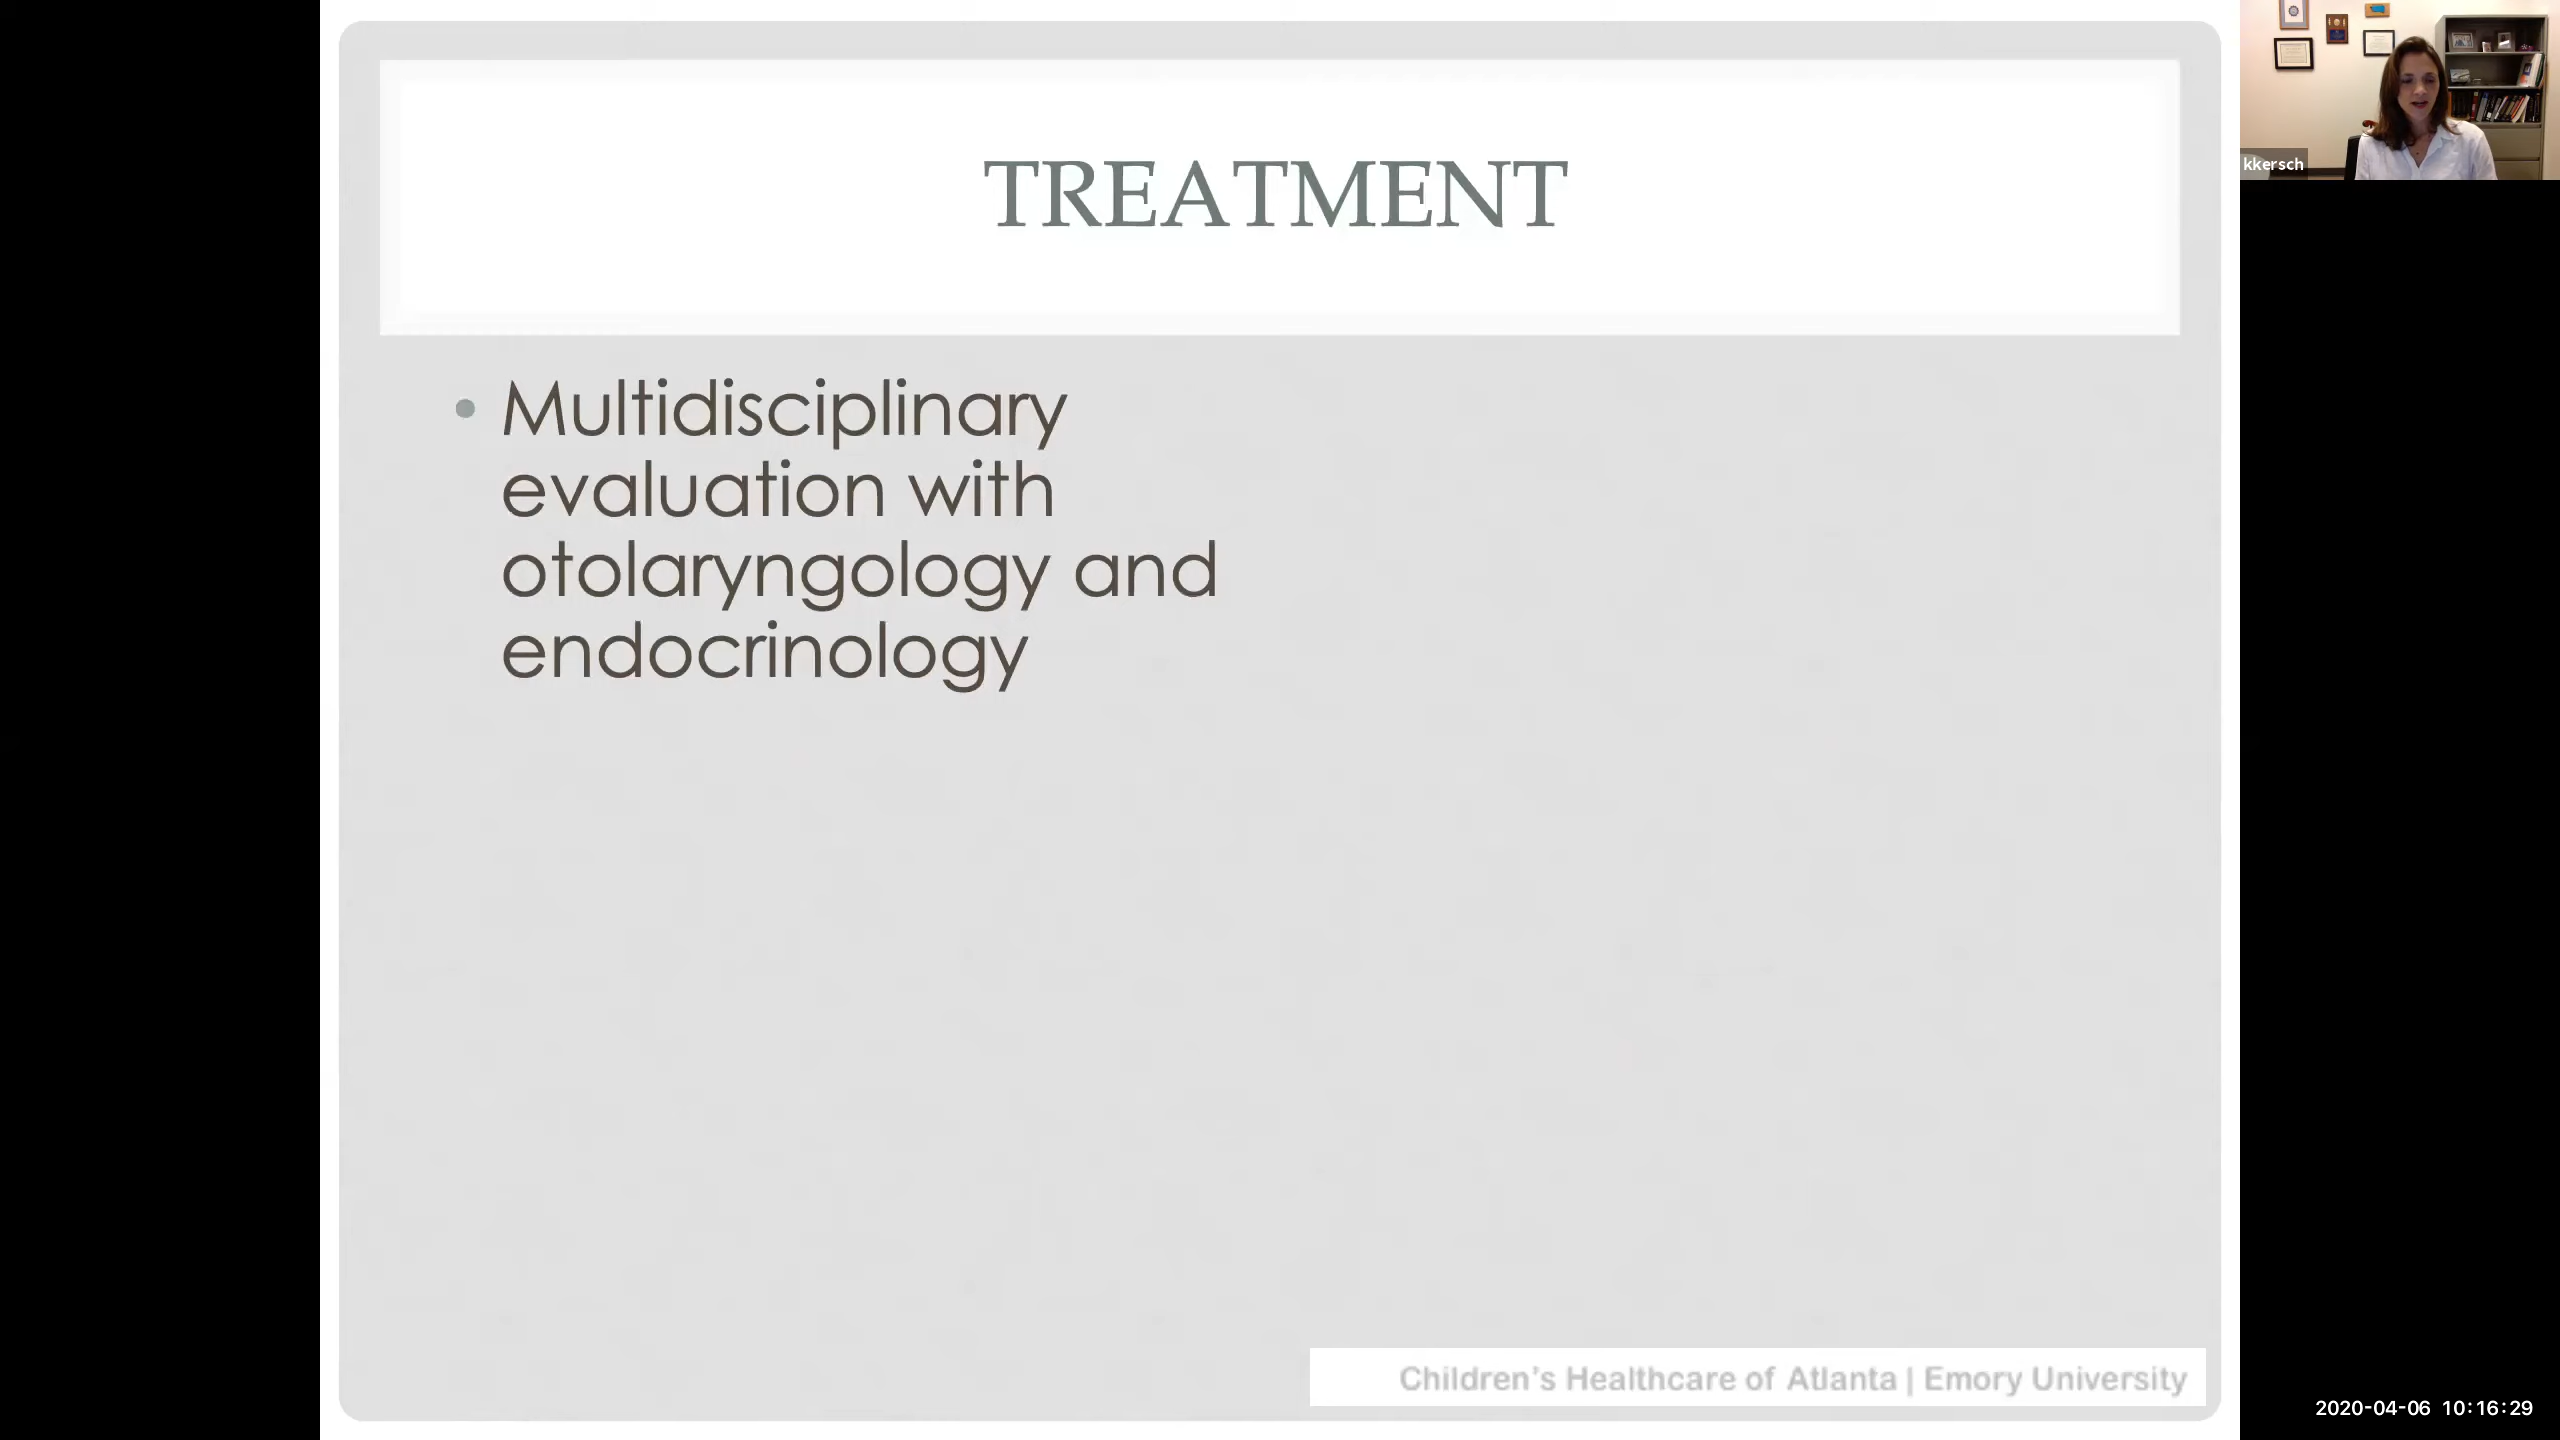 TREATMENT
• Multidisciplinary
evaluation with
otolaryngology and
endocrinology
Children's Healthcare of Atlanta | Emory University
kkersch
2020-04-06 10:16:29